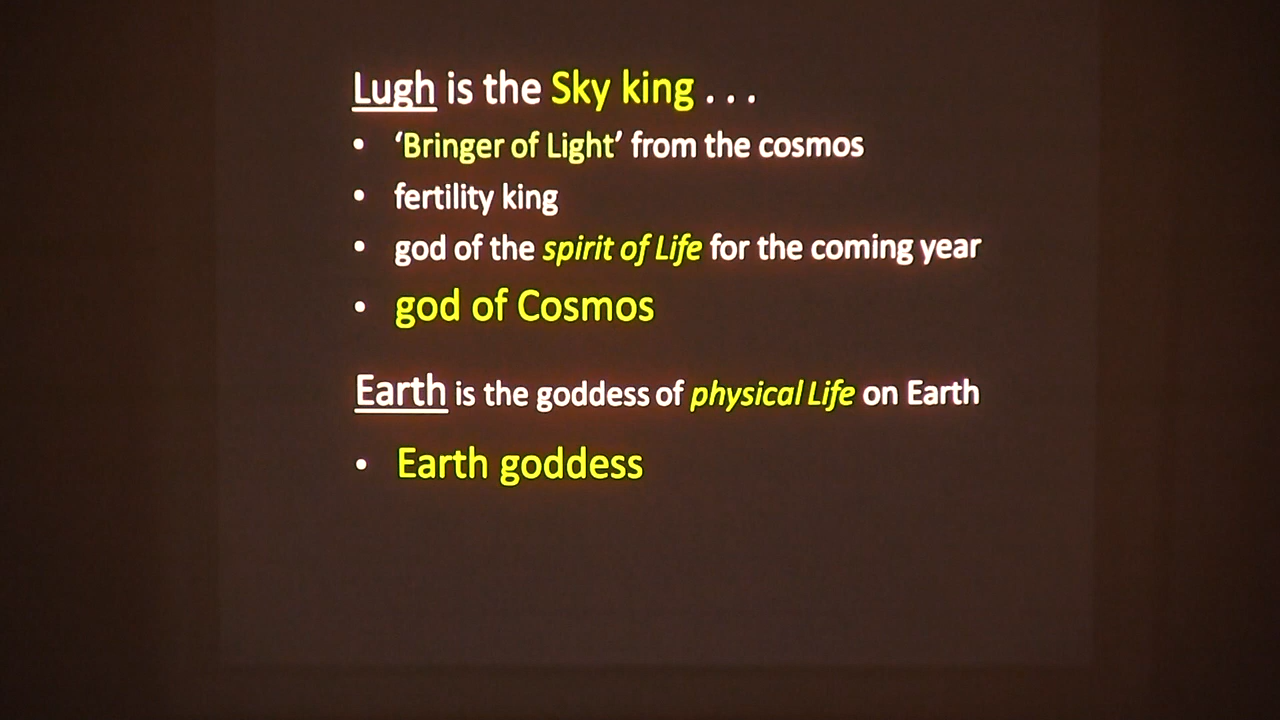 Lugh is the Sky king . . .
• ‘Bringer of Light’ from the cosmos
• fertility king
• god of the spirit of Life for the coming year
• god of Cosmos
Earth is the goddess of physical Life on Earth
• Earth goddess